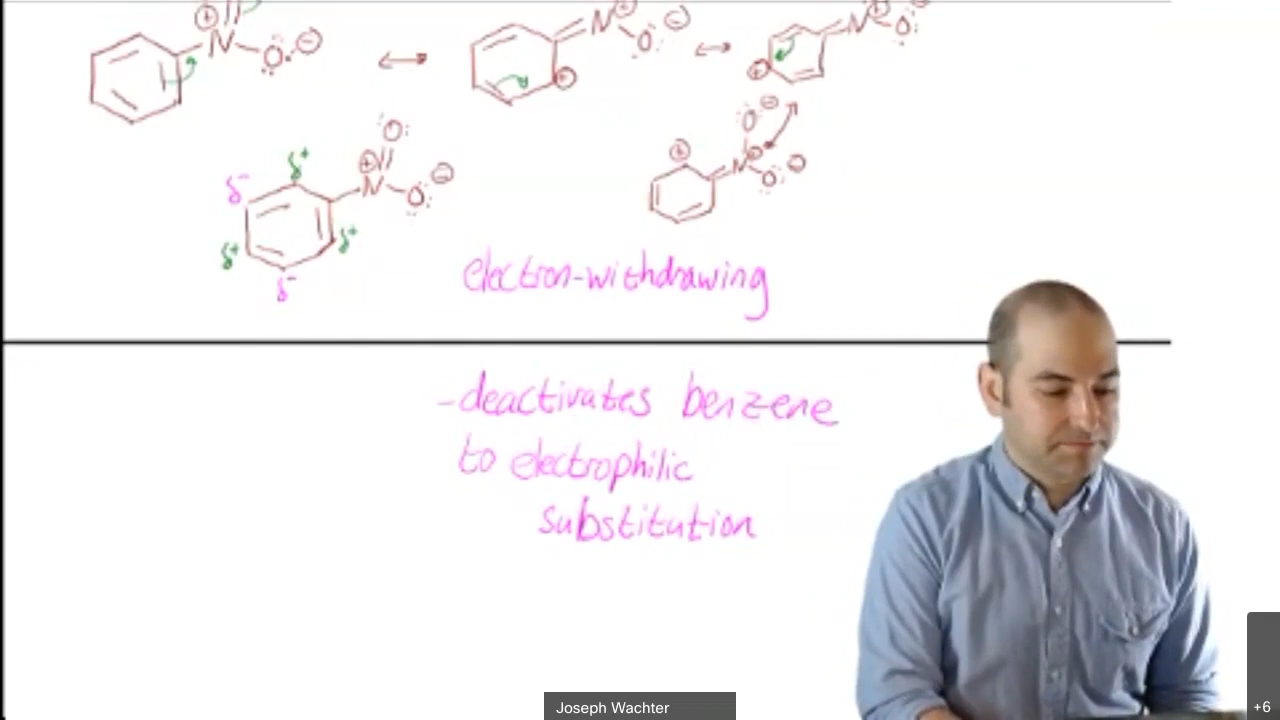 N O
N O
N O
O
O
N O
N O
δ+
δ-
δ+
δ+
δ-
electron-withdrawing
-deactivates benzene
to electrophilic
substitution
Joseph Wachter
+6